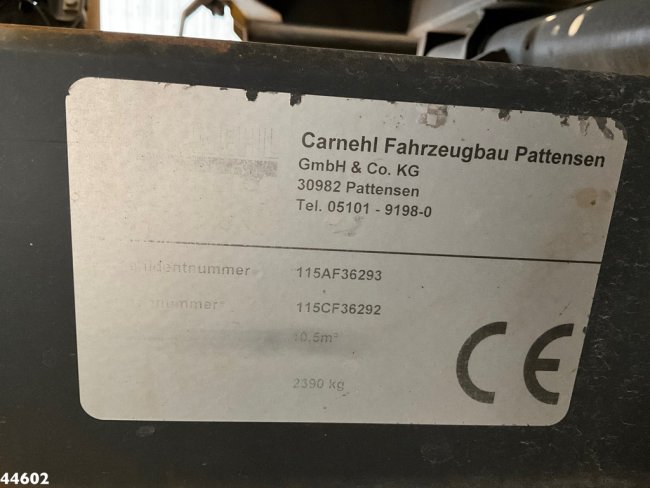 Carnehl Fahrzeugbau Pattensen
GmbH & Co. KG
30982 Pattensen
Tel. 05101 - 9198-0
115AF36293
115CF36292
10.5m³
2390 kg
CE
44602